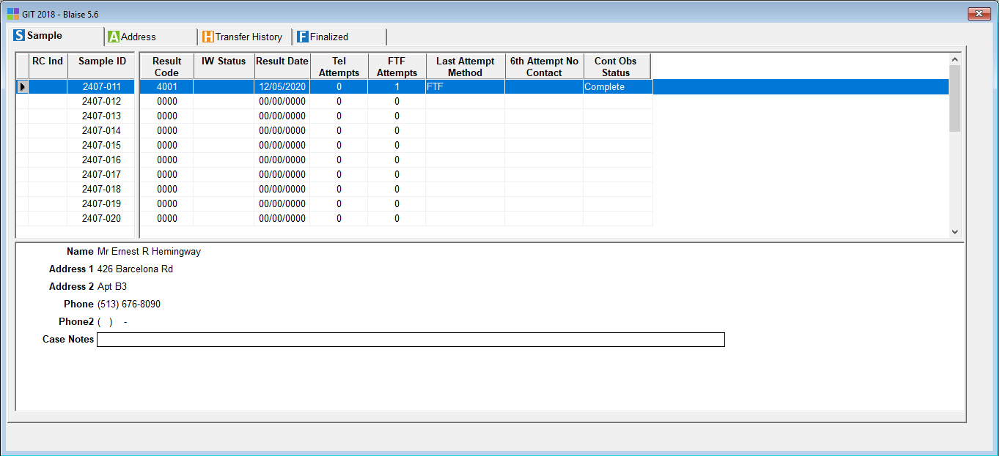 GIT 2018 - Blaise 5.6
S Sample A Address H Transfer History F Finalized
RC Ind Sample ID Result Code IW Status Result Date Tel Attempts FTF Attempts Last Attempt Method 6th Attempt No Contact Cont Obs Status
2407-011 4001 12/05/2020 0 1 FTF Complete
2407-012 0000 00/00/0000 0 0
2407-013 0000 00/00/0000 0 0
2407-014 0000 00/00/0000 0 0
2407-015 0000 00/00/0000 0 0
2407-016 0000 00/00/0000 0 0
2407-017 0000 00/00/0000 0 0
2407-018 0000 00/00/0000 0 0
2407-019 0000 00/00/0000 0 0
2407-020 0000 00/00/0000 0 0
Name Mr Ernest R Hemingway
Address 1 426 Barcelona Rd
Address 2 Apt B3
Phone (513) 676-8090
Phone2 (   )    -
Case Notes